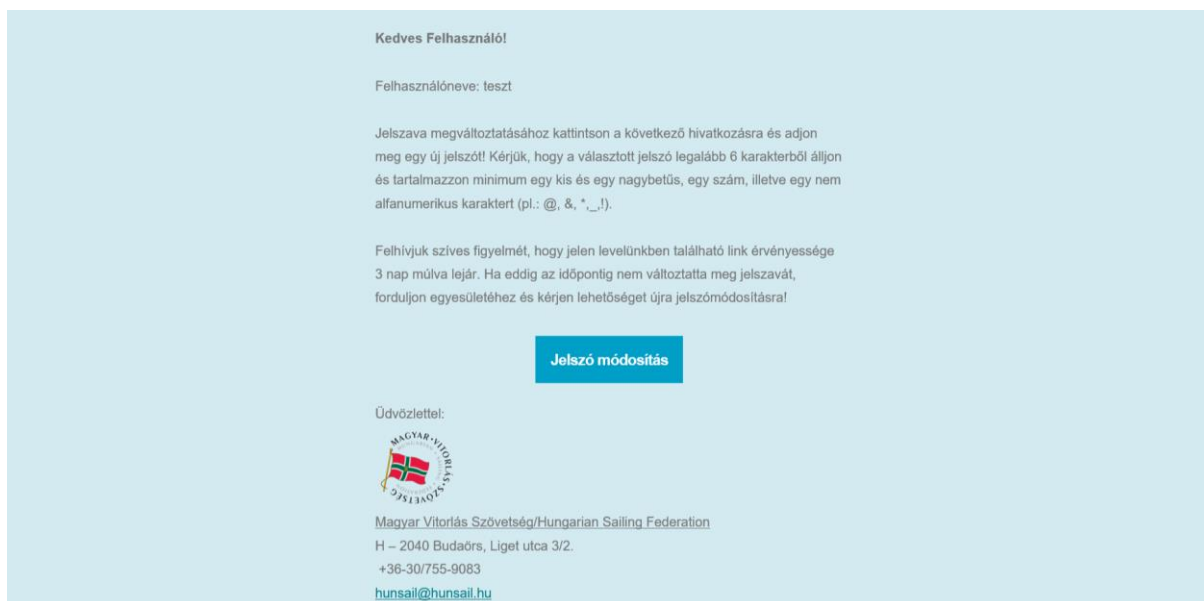 Kedves Felhasználó!
Felhasználóneve: teszt
Jelszava megváltoztatásához kattintson a következő hivatkozásra és adjon
meg egy új jelszót! Kérjük, hogy a választott jelszó legalább 6 karakterből álljon
és tartalmazzon minimum egy kis és egy nagybetűs, egy szám, illetve egy nem
alfanumerikus karaktert (pl.: @, &, *,_,!).
Felhívjuk szíves figyelmét, hogy jelen levelünkben található link érvényessége
3 nap múlva lejár. Ha eddig az időpontig nem változtatta meg jelszavát,
forduljon egyesületéhez és kérjen lehetőséget újra jelszómódosításra!
Jelszó módosítás
Üdvözlettel:
MAGYAR·VITORLÁS·SZÖVETSÉG
Magyar Vitorlás Szövetség/Hungarian Sailing Federation
H – 2040 Budaörs, Liget utca 3/2.
+36-30/755-9083
hunsail@hunsail.hu